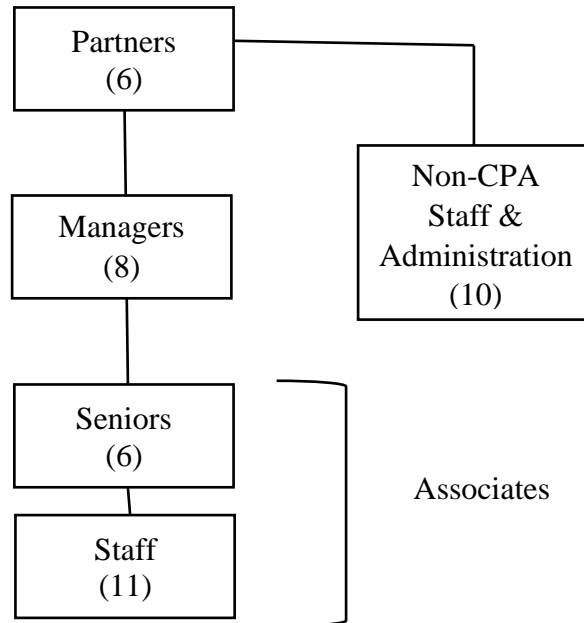 Partners
(6)
Non-CPA
Staff &
Administration
(10)
Managers
(8)
Seniors
(6)
Associates
Staff
(11)